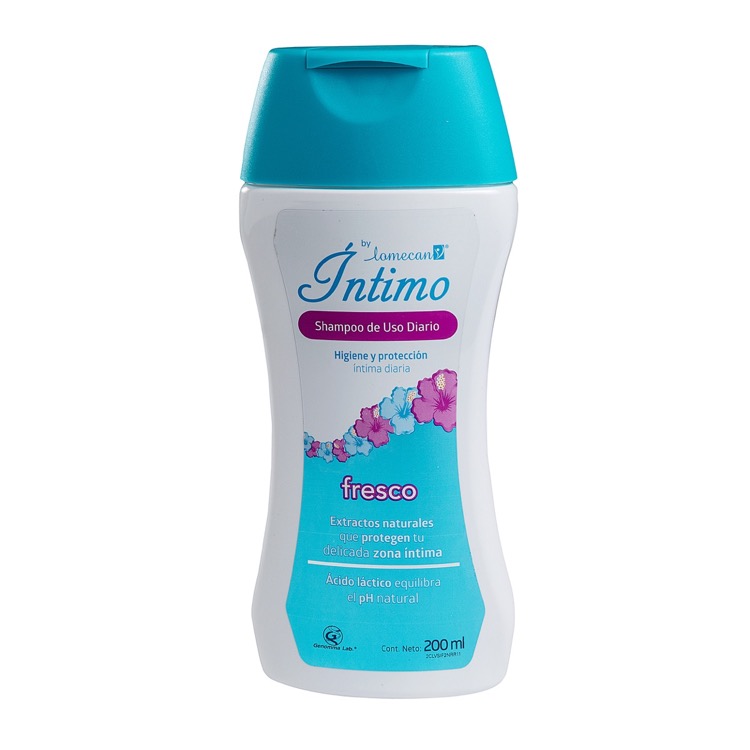 by
lomecan
Íntimo
Shampoo de Uso Diario
Higiene y protección
íntima diaria
fresco
Extractos naturales
que protegen tu
delicada zona íntima
Ácido láctico equilibra
el pH natural
Genomma Lab.®
Cont. Neto: 200 ml